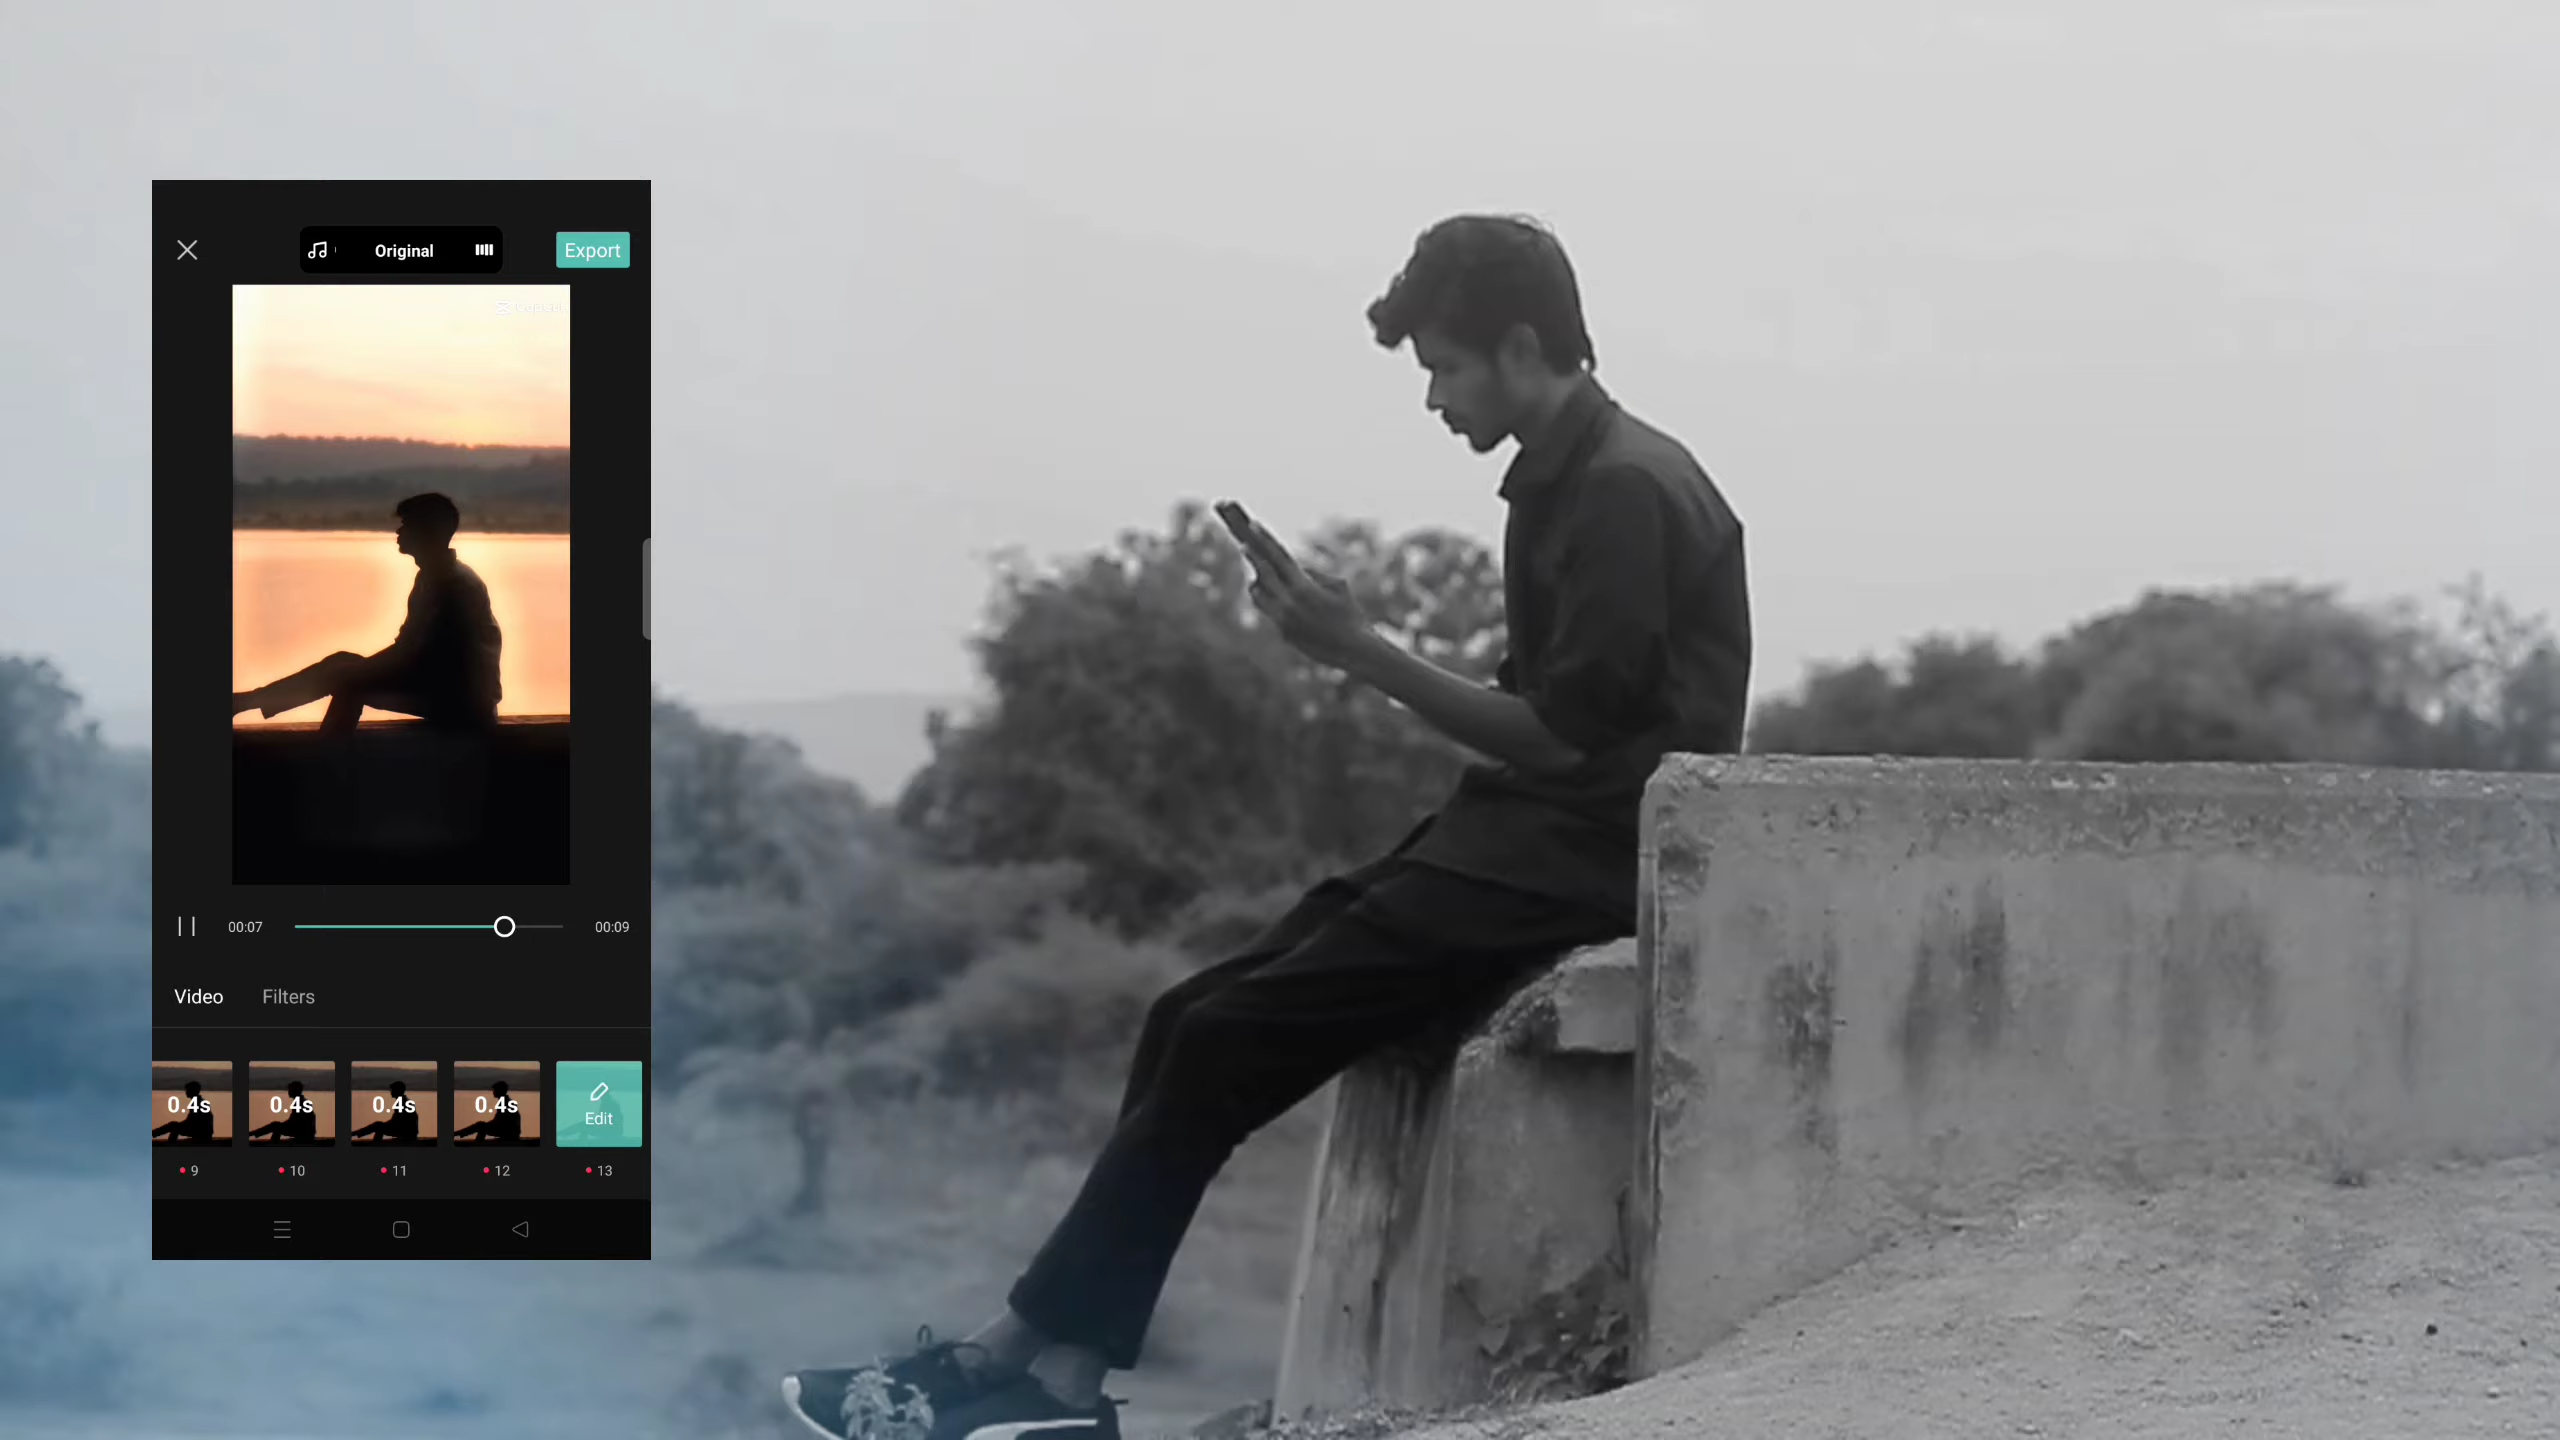 Original
Export
00:07
00:09
Video Filters
0.4s 0.4s 0.4s 0.4s Edit
9 10 11 12 13